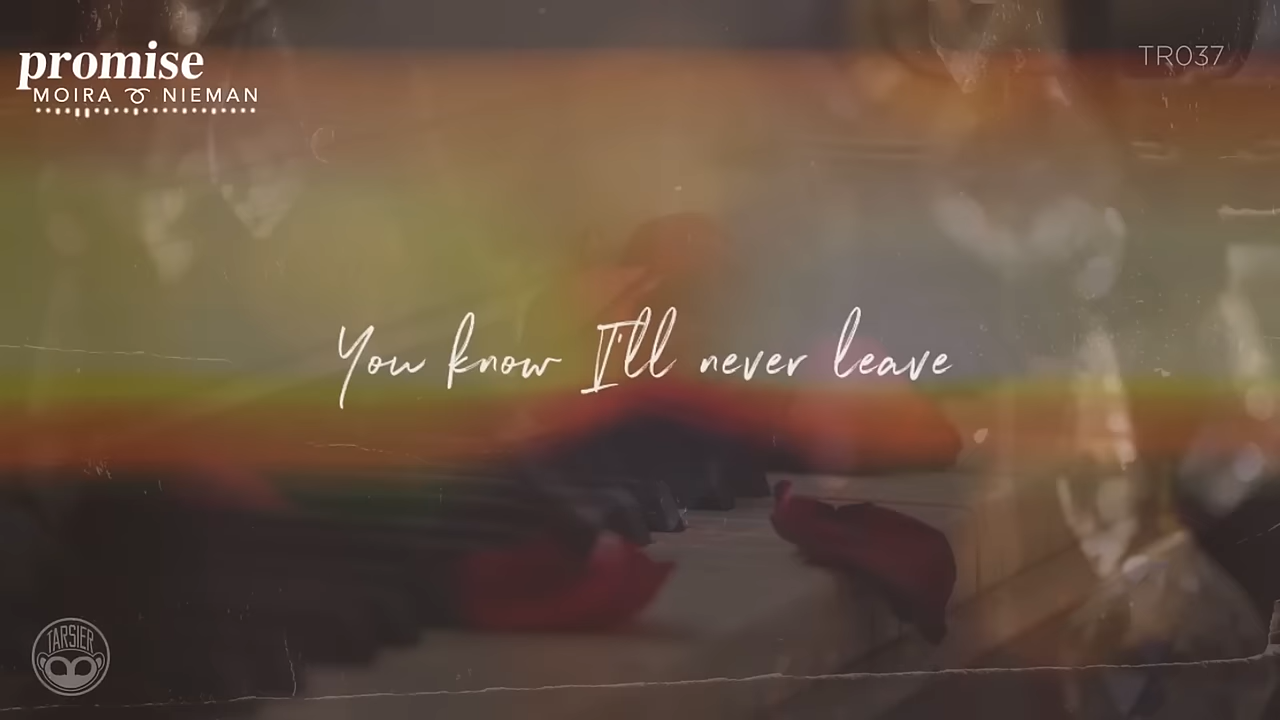 promise
MOIRA NIEMAN
TR037
You know I'll never leave
TARSIER